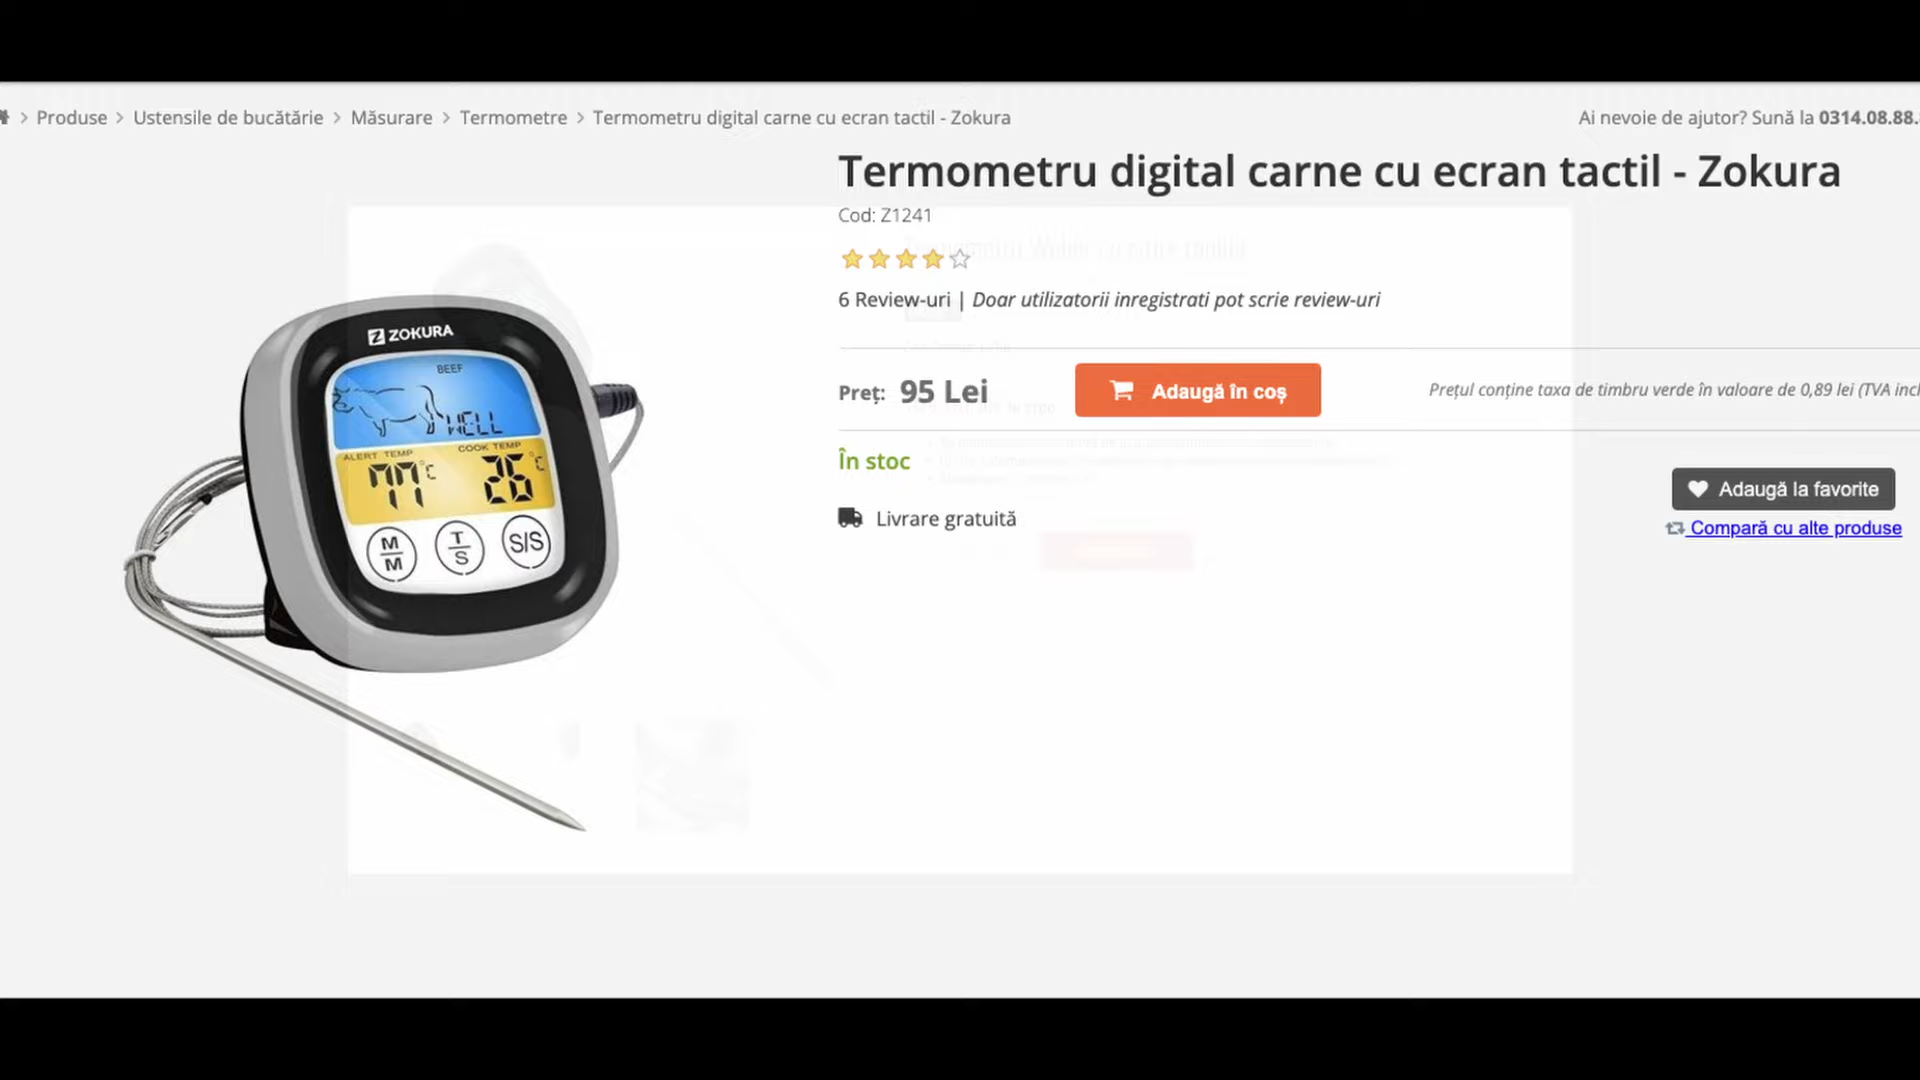 Produse > Ustensile de bucătărie > Măsurare > Termometre > Termometru digital carne cu ecran tactil - Zokura
Ai nevoie de ajutor? Sună la 0314.08.88.
Termometru digital carne cu ecran tactil - Zokura
Cod: Z1241
6 Review-uri | Doar utilizatorii inregistrati pot scrie review-uri
Preț: 95 Lei
Adaugă în coș
Prețul conține taxa de timbru verde în valoare de 0,89 lei (TVA incl
În stoc
Adaugă la favorite
Compară cu alte produse
Livrare gratuită
Z ZOKURA
BEEF
WELL
ALERT TEMP COOK TEMP
77°C 26°C
M/M T/S S/S